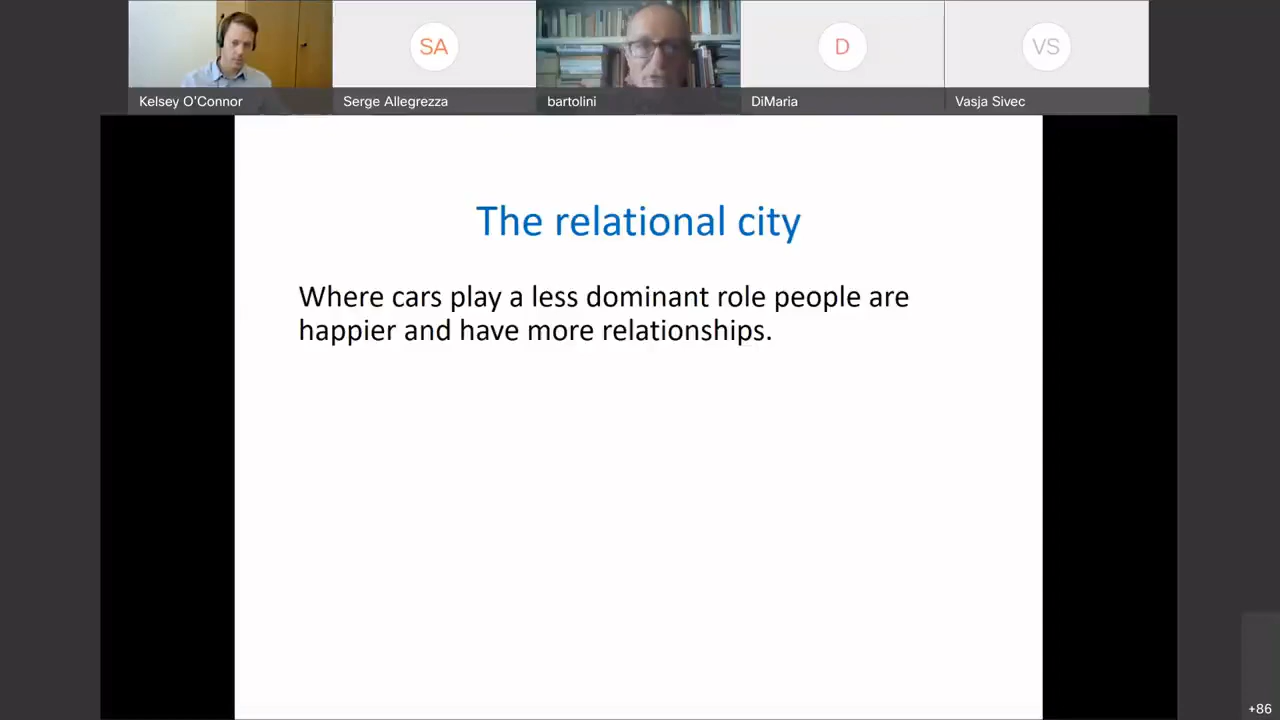 SA
D
VS
Kelsey O'Connor
Serge Allegrezza
bartolini
DiMaria
Vasja Sivec
The relational city
Where cars play a less dominant role people are
happier and have more relationships.
+86